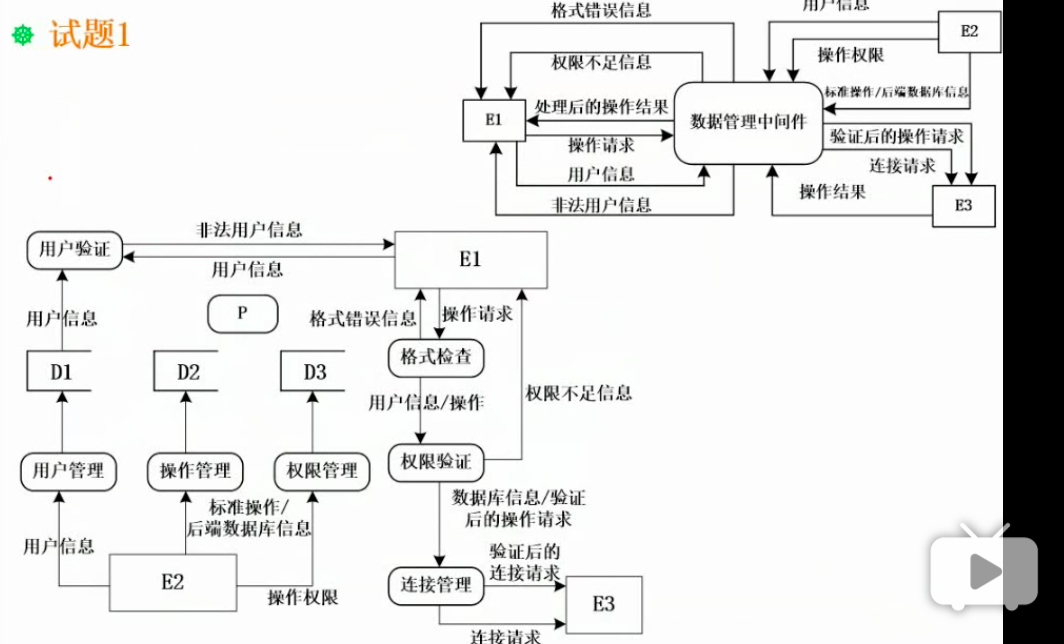 试题1
格式错误信息
用户信息
E2
权限不足信息
操作权限
标准操作/后端数据库信息
E1
处理后的操作结果
数据管理中间件
操作请求
验证后的操作请求
连接请求
用户信息
操作结果
E3
非法用户信息
用户验证
非法用户信息
用户信息
E1
P
用户信息
格式错误信息
操作请求
D1
D2
D3
格式检查
用户信息/操作
权限不足信息
用户管理
操作管理
权限管理
权限验证
标准操作/
后端数据库信息
数据库信息/验证
后的操作请求
用户信息
E2
操作权限
验证后的
连接请求
连接管理
E3
连接请求